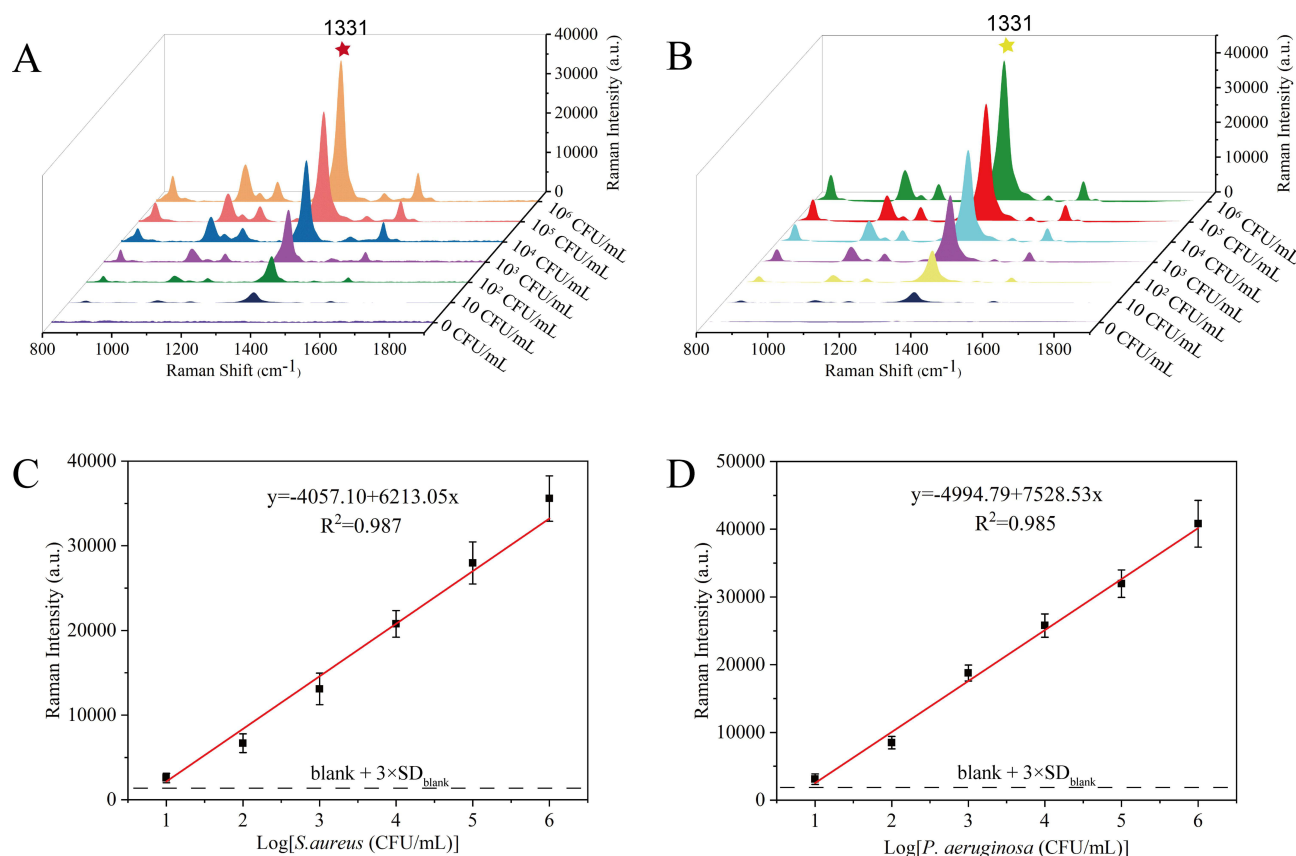 A
1331
40000
30000
20000
10000
0
Raman Intensity (a.u.)
10⁶ CFU/mL
10⁵ CFU/mL
10⁴ CFU/mL
10³ CFU/mL
10² CFU/mL
10 CFU/mL
0 CFU/mL
800 1000 1200 1400 1600 1800
Raman Shift (cm⁻¹)
B
1331
40000
30000
20000
10000
0
Raman Intensity (a.u.)
10⁶ CFU/mL
10⁵ CFU/mL
10⁴ CFU/mL
10³ CFU/mL
10² CFU/mL
10 CFU/mL
0 CFU/mL
800 1000 1200 1400 1600 1800
Raman Shift (cm⁻¹)
C
40000
30000
20000
10000
0
Raman Intensity (a.u.)
y=-4057.10+6213.05x
R²=0.987
blank + 3×SD_blank
1 2 3 4 5 6
Log[S.aureus (CFU/mL)]
D
50000
40000
30000
20000
10000
0
Raman Intensity (a.u.)
y=-4994.79+7528.53x
R²=0.985
blank + 3×SD_blank
1 2 3 4 5 6
Log[P. aeruginosa (CFU/mL)]